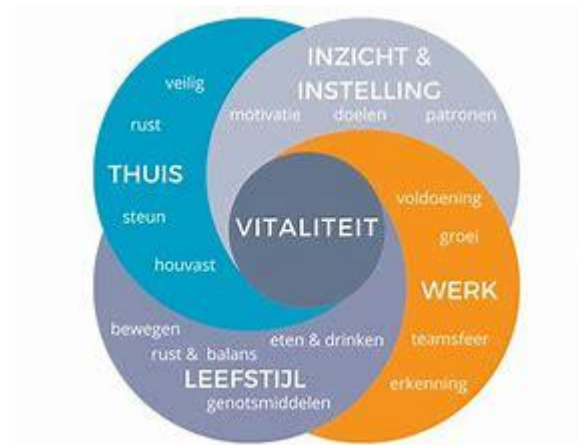 INZICHT &
INSTELLING
motivatie doelen patronen
veilig
rust
THUIS
steun
houvast
VITALITEIT
voldoening
groei
WERK
teamsfeer
erkenning
bewegen
eten & drinken
rust & balans
LEEFSTIJL
genotsmiddelen